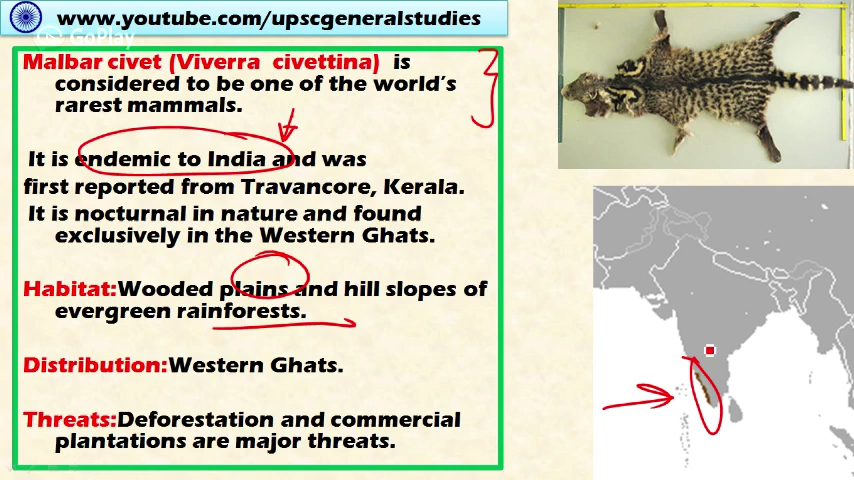 www.youtube.com/upscgeneralstudies
GoPlay
Malbar civet (Viverra civettina) is
considered to be one of the world's
rarest mammals.
It is endemic to India and was
first reported from Travancore, Kerala.
It is nocturnal in nature and found
exclusively in the Western Ghats.
Habitat:Wooded plains and hill slopes of
evergreen rainforests.
Distribution:Western Ghats.
Threats:Deforestation and commercial
plantations are major threats.